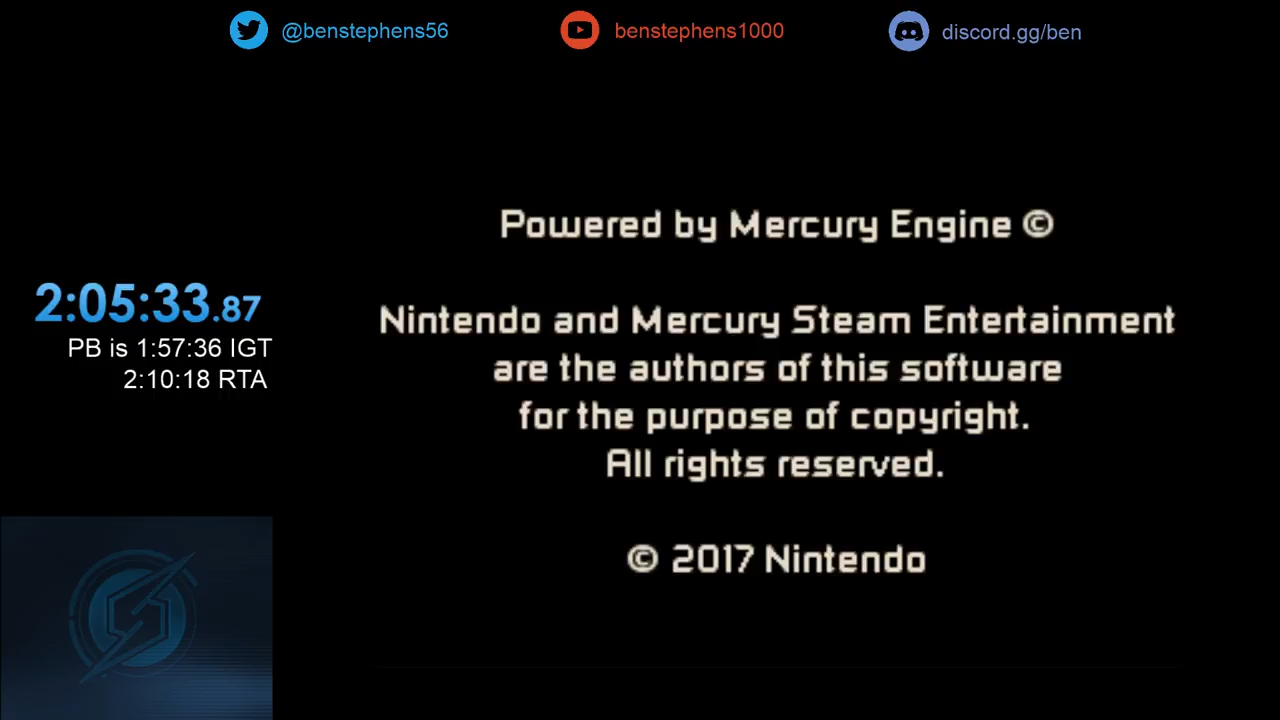 @benstephens56
benstephens1000
discord.gg/ben
Powered by Mercury Engine ©
Nintendo and Mercury Steam Entertainment
are the authors of this software
for the purpose of copyright.
All rights reserved.
© 2017 Nintendo
2:05:33.87
PB is 1:57:36 IGT
2:10:18 RTA